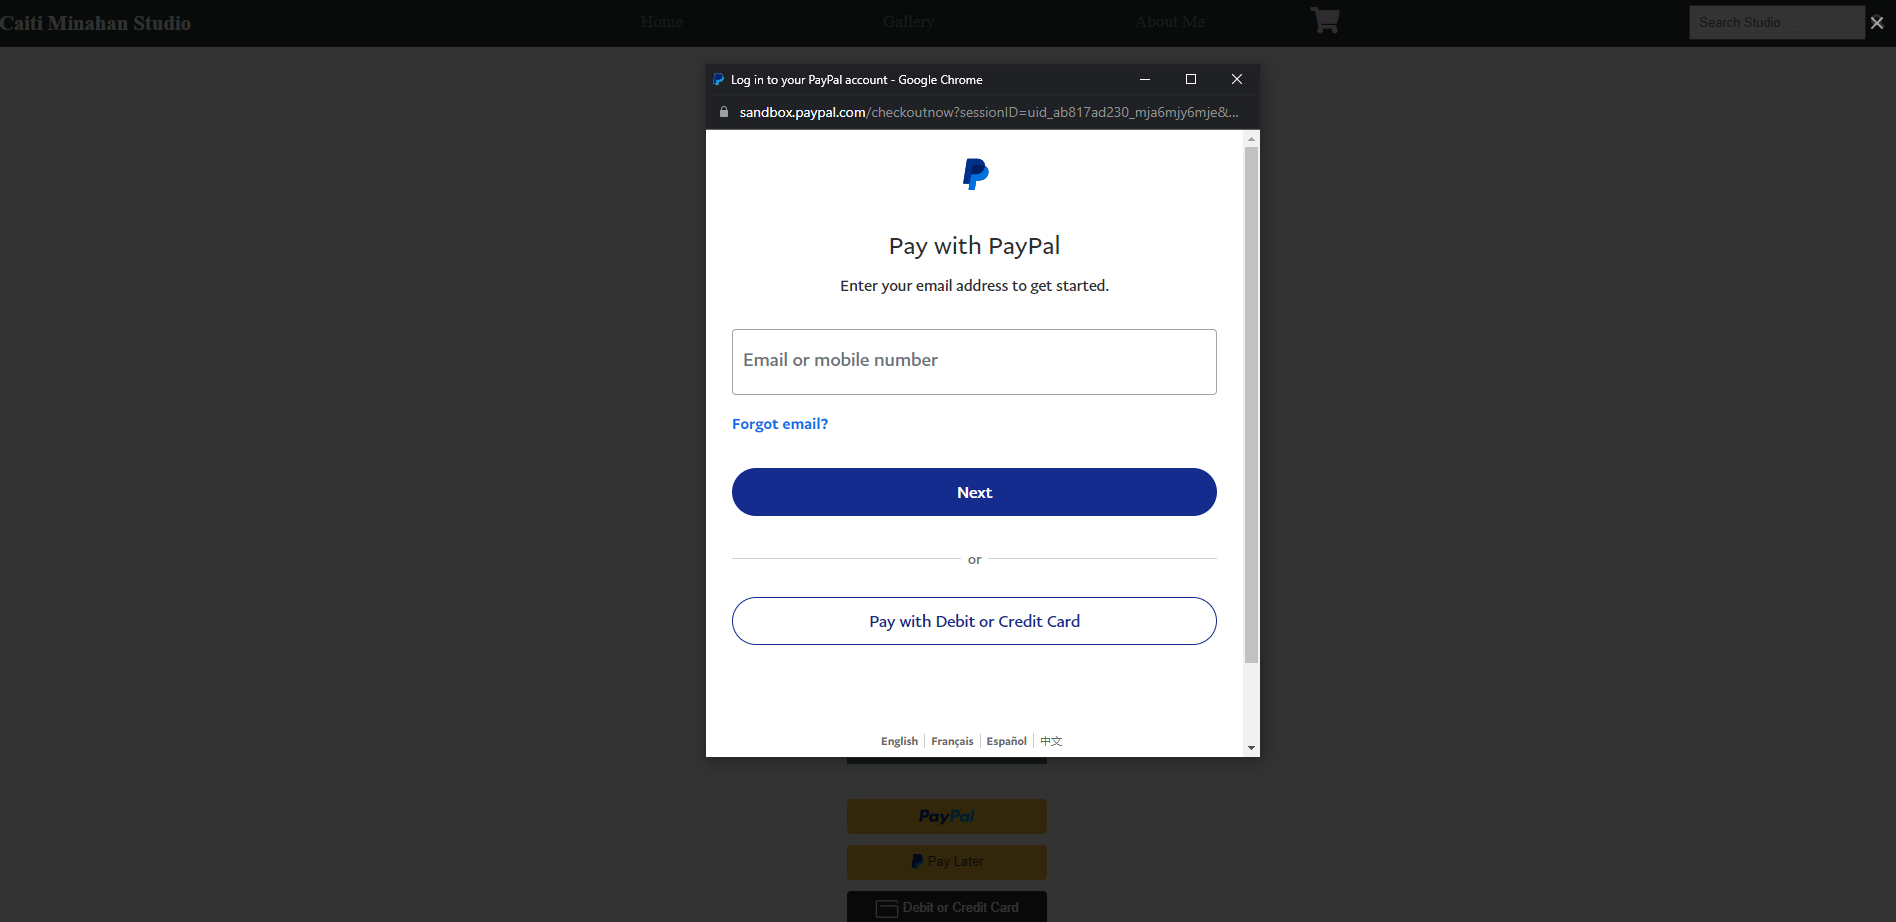 Caiti Minahan Studio
Home
Gallery
About Me
Search Studio . . .
Log in to your PayPal account - Google Chrome
sandbox.paypal.com/checkoutnow?sessionID=uid_ab817ad230_mja6mjy6mje&...
Pay with PayPal
Enter your email address to get started.
Email or mobile number
Forgot email?
Next
or
Pay with Debit or Credit Card
English
Français
Español
中文
PayPal
Pay Later
Debit or Credit Card